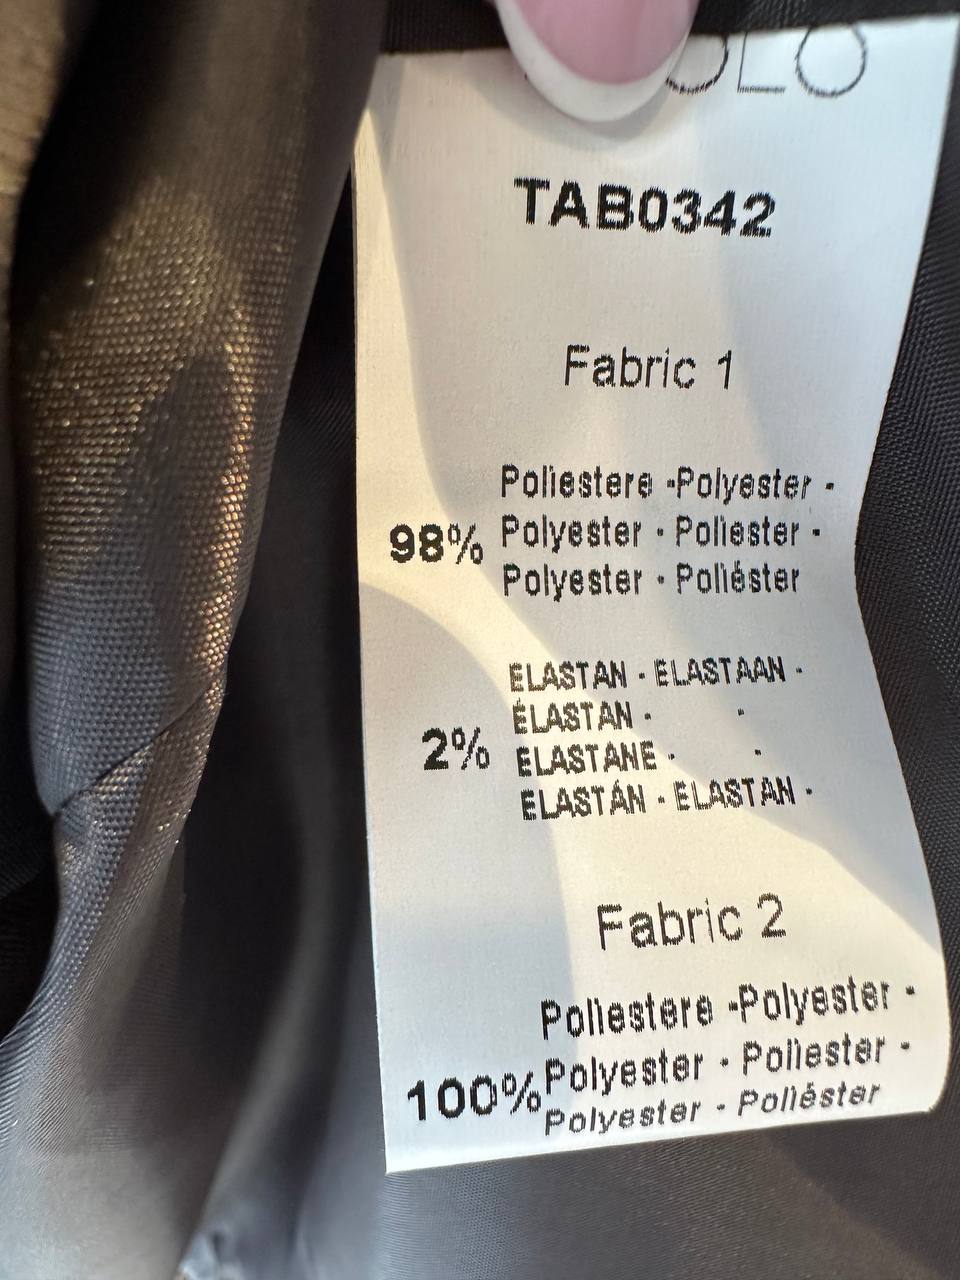 TAB0342
Fabric 1
Poliestere -Polyester -
98% Polyester - Poliester -
Polyester - Poliéster
ELASTAN - ELASTAAN -
ÉLASTAN - -
2% ELASTANE - -
ELASTÁN - ELASTAN -
Fabric 2
Poliestere -Polyester -
100% Polyester - Poliester -
Polyester - Poliéster